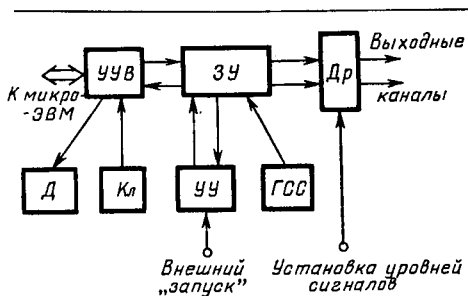 Выходные
УУВ
ЗУ
Др
каналы
К микро-
-ЭВМ
Д
Кл
УУ
ГСС
Внешний
„запуск"
Установка уровней
сигналов